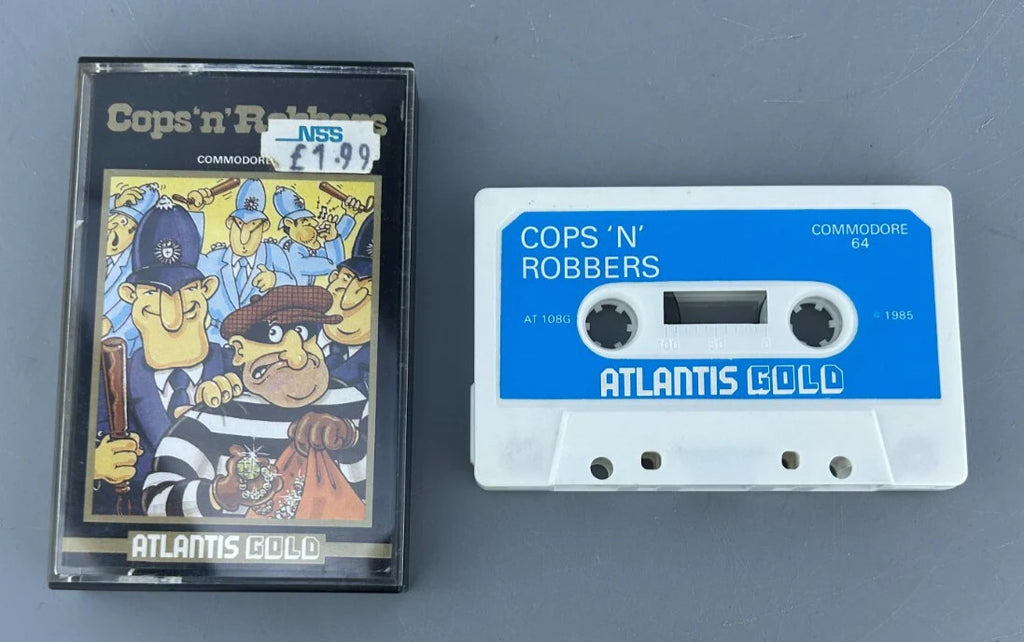 Cops 'n' Robbers
NSS
£1.99
COMMODORE
ATLANTIS GOLD
COPS 'N'
ROBBERS
COMMODORE
64
AT 108G
© 1985
100 50 0
ATLANTIS GOLD